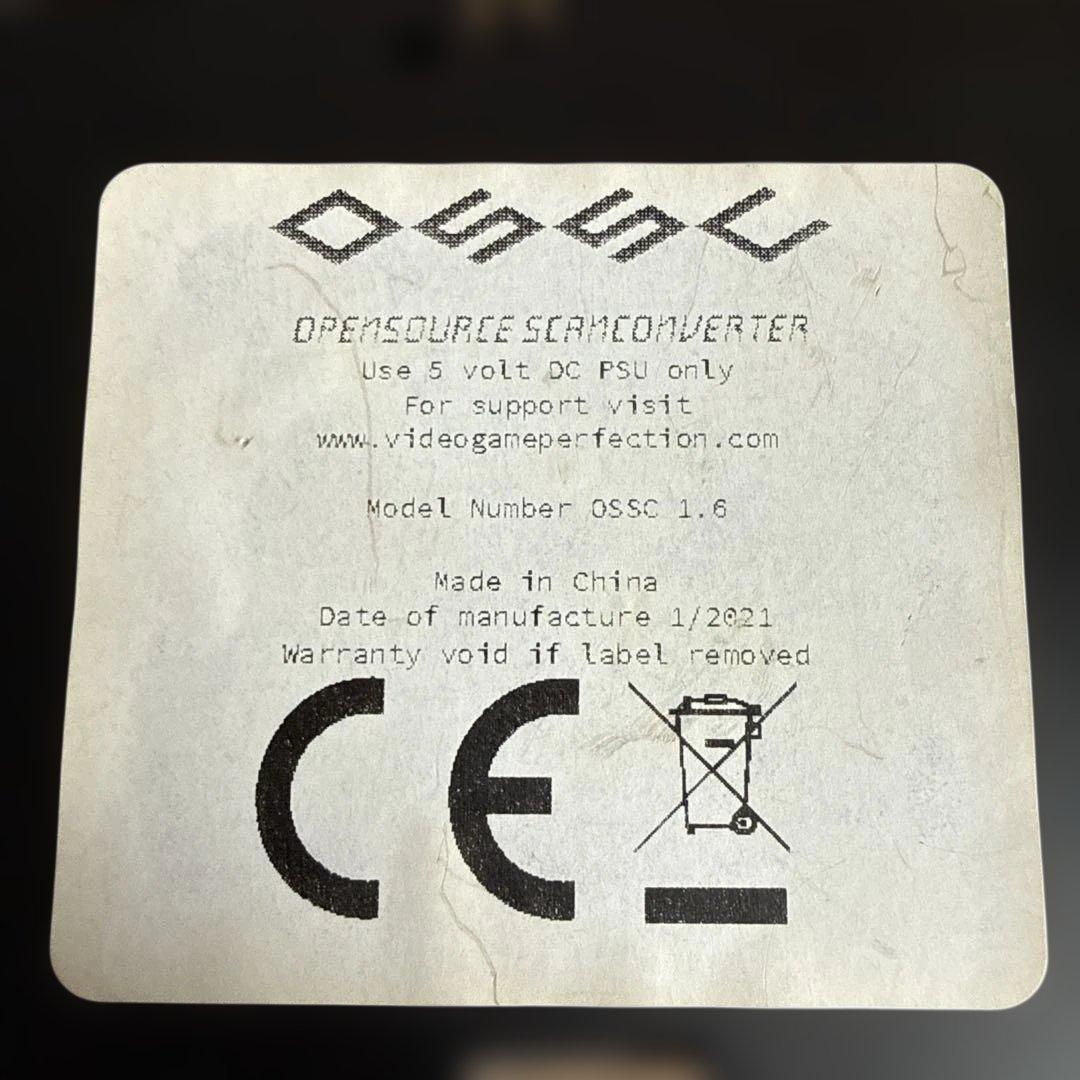 OSSC
OPENSOURCE SCANCONVERTER
Use 5 volt DC PSU only
For support visit
www.videogameperfection.com
Model Number OSSC 1.6
Made in China
Date of manufacture 1/2021
Warranty void if label removed
CE